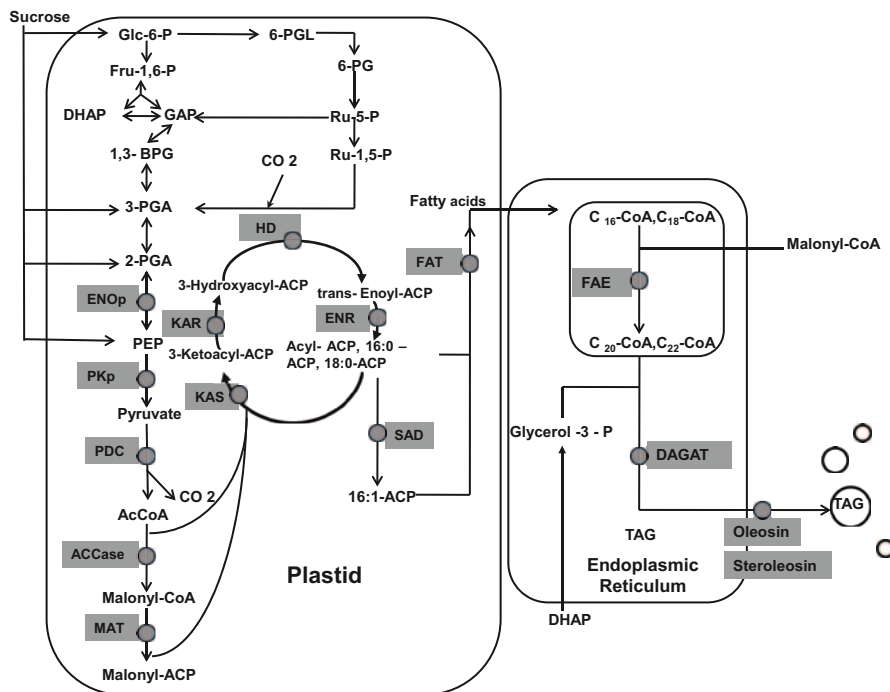 Sucrose
Glc-6-P
6-PGL
6-PG
Fru-1,6-P
DHAP
GAP
Ru-5-P
1,3- BPG
Ru-1,5-P
CO 2
3-PGA
HD
2-PGA
ENOp
3-Hydroxyacyl-ACP
trans- Enoyl-ACP
KAR
ENR
PEP
3-Ketoacyl-ACP
Acyl- ACP, 16:0 –
ACP, 18:0-ACP
PKp
KAS
Pyruvate
SAD
PDC
CO 2
16:1-ACP
AcCoA
ACCase
Plastid
Malonyl-CoA
MAT
Malonyl-ACP
Fatty acids
FAT
C 16-CoA,C18-CoA
Malonyl-CoA
FAE
C 20-CoA,C22-CoA
Glycerol -3 - P
DAGAT
TAG
TAG
Oleosin
Steroleosin
Endoplasmic
Reticulum
DHAP